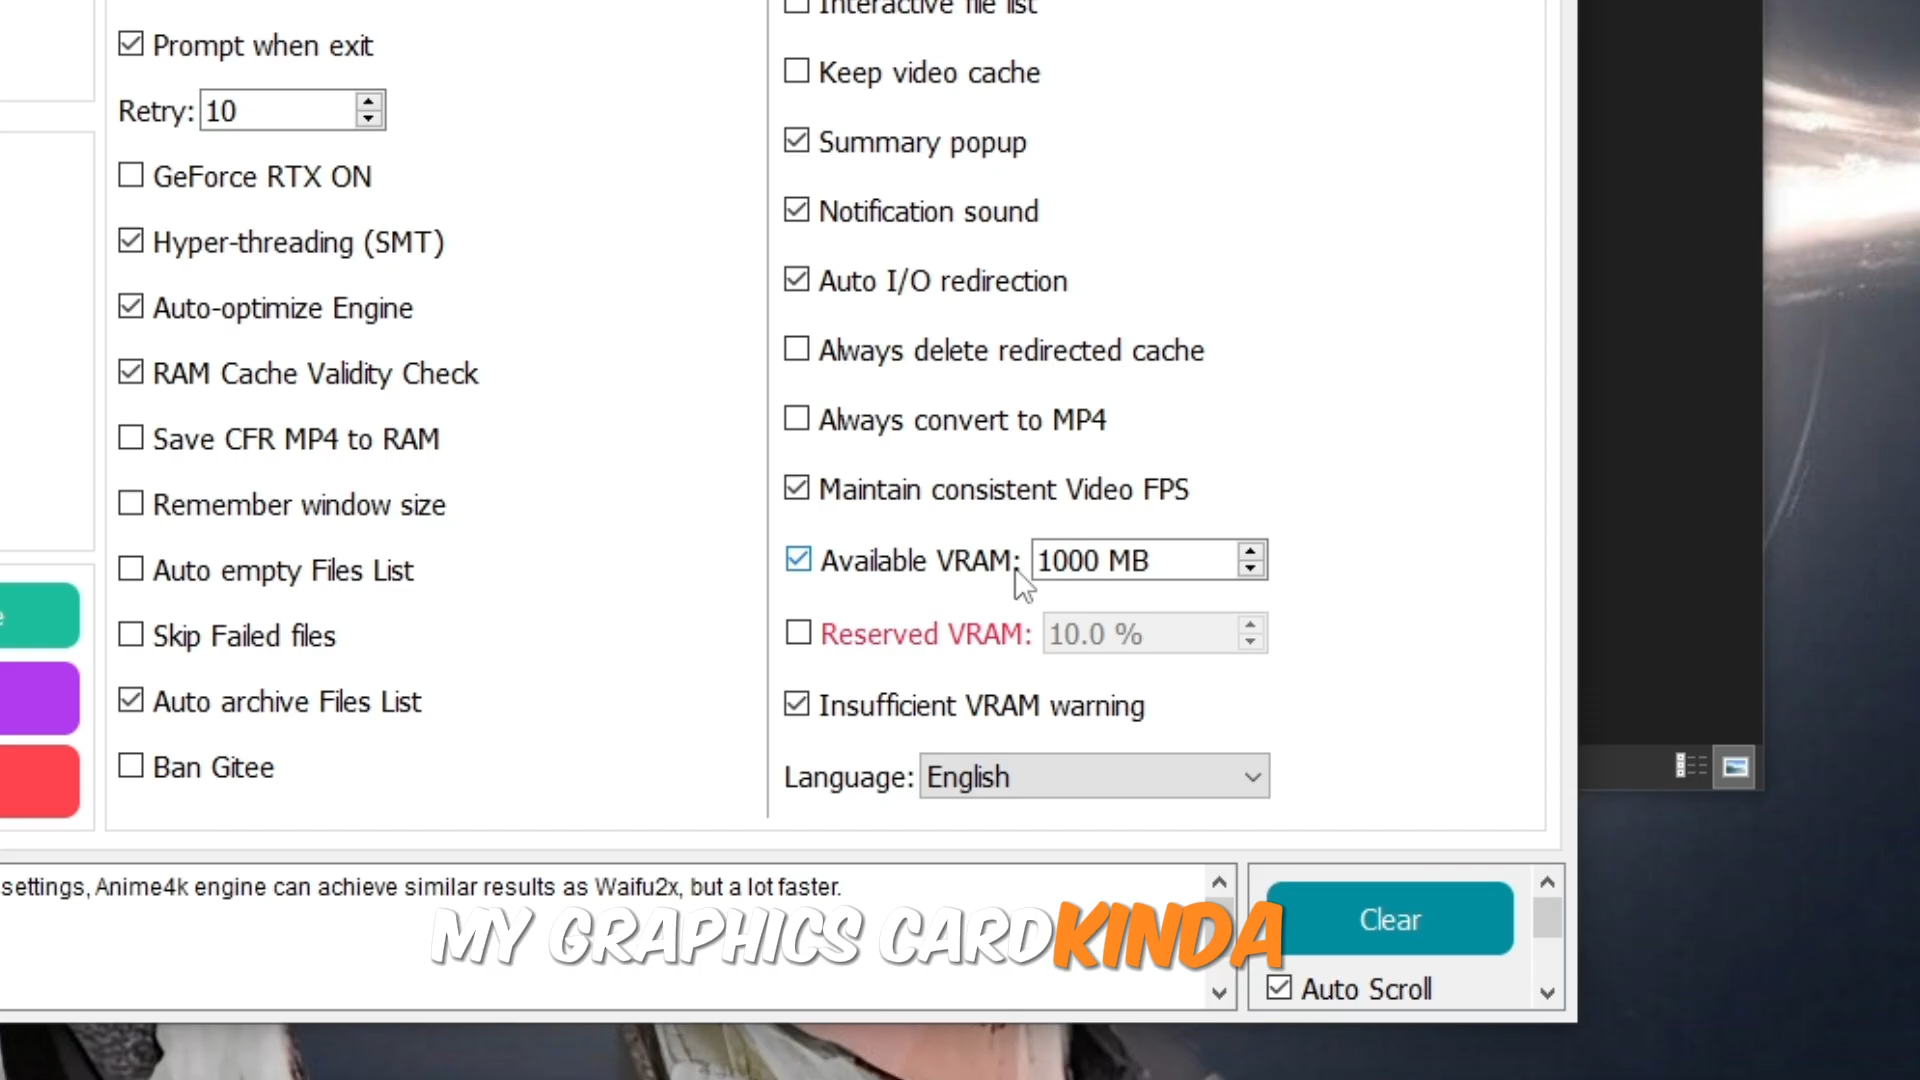 Prompt when exit
Retry: 10
GeForce RTX ON
Hyper-threading (SMT)
Auto-optimize Engine
RAM Cache Validity Check
Save CFR MP4 to RAM
Remember window size
Auto empty Files List
Skip Failed files
Auto archive Files List
Ban Gitee
Interactive file list
Keep video cache
Summary popup
Notification sound
Auto I/O redirection
Always delete redirected cache
Always convert to MP4
Maintain consistent Video FPS
Available VRAM: 1000 MB
Reserved VRAM: 10.0 %
Insufficient VRAM warning
Language: English
settings, Anime4k engine can achieve similar results as Waifu2x, but a lot faster.
MY GRAPHICS CARD KINDA
Clear
Auto Scroll